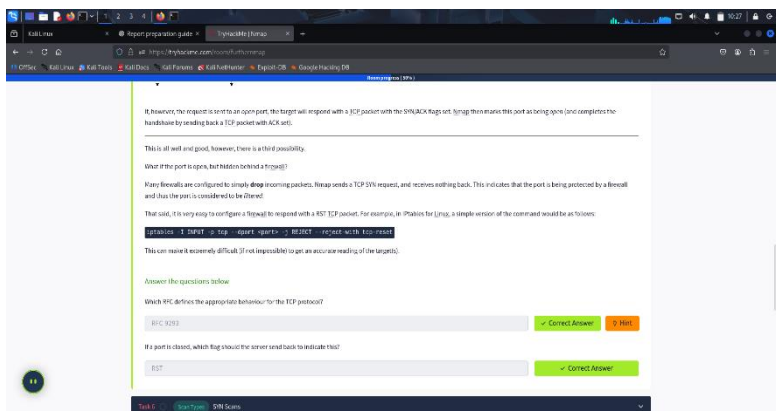 1 2 3 4
10:27
Kali Linux
Report preparation guide
TryHackMe | Nmap
https://tryhackme.com/room/furthernmap
OffSec
Kali Linux
Kali Tools
Kali Docs
Kali Forums
Kali NetHunter
Exploit-DB
Google Hacking DB
If, however, the request is sent to an open port, the target will respond with a TCP packet with the SYN/ACK flags set. Nmap then marks this port as being open (and completes the
handshake by sending back a TCP packet with ACK set).
This is all well and good, however, there is a third possibility.
What if the port is open, but hidden behind a firewall?
Many firewalls are configured to simply drop incoming packets. Nmap sends a TCP SYN request, and receives nothing back. This indicates that the port is being protected by a firewall
and thus the port is considered to be filtered.
That said, it is very easy to configure a firewall to respond with a RST TCP packet. For example, in IPtables for Linux, a simple version of the command would be as follows:
iptables -I INPUT -p tcp --dport <port> -j REJECT --reject-with tcp-reset
This can make it extremely difficult (if not impossible) to get an accurate reading of the target(s).
Answer the questions below
Which RFC defines the appropriate behaviour for the TCP protocol?
RFC 9293
✓ Correct Answer
Hint
If a port is closed, which flag should the server send back to indicate this?
RST
✓ Correct Answer
Task 6
Scan Types
SYN Scans